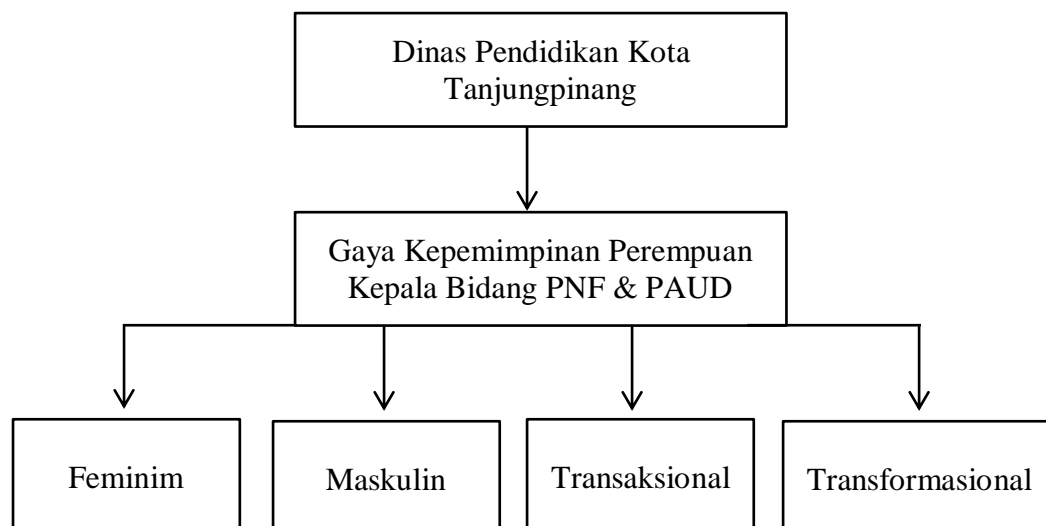 Dinas Pendidikan Kota
Tanjungpinang
Gaya Kepemimpinan Perempuan
Kepala Bidang PNF & PAUD
Feminim
Maskulin
Transaksional
Transformasional